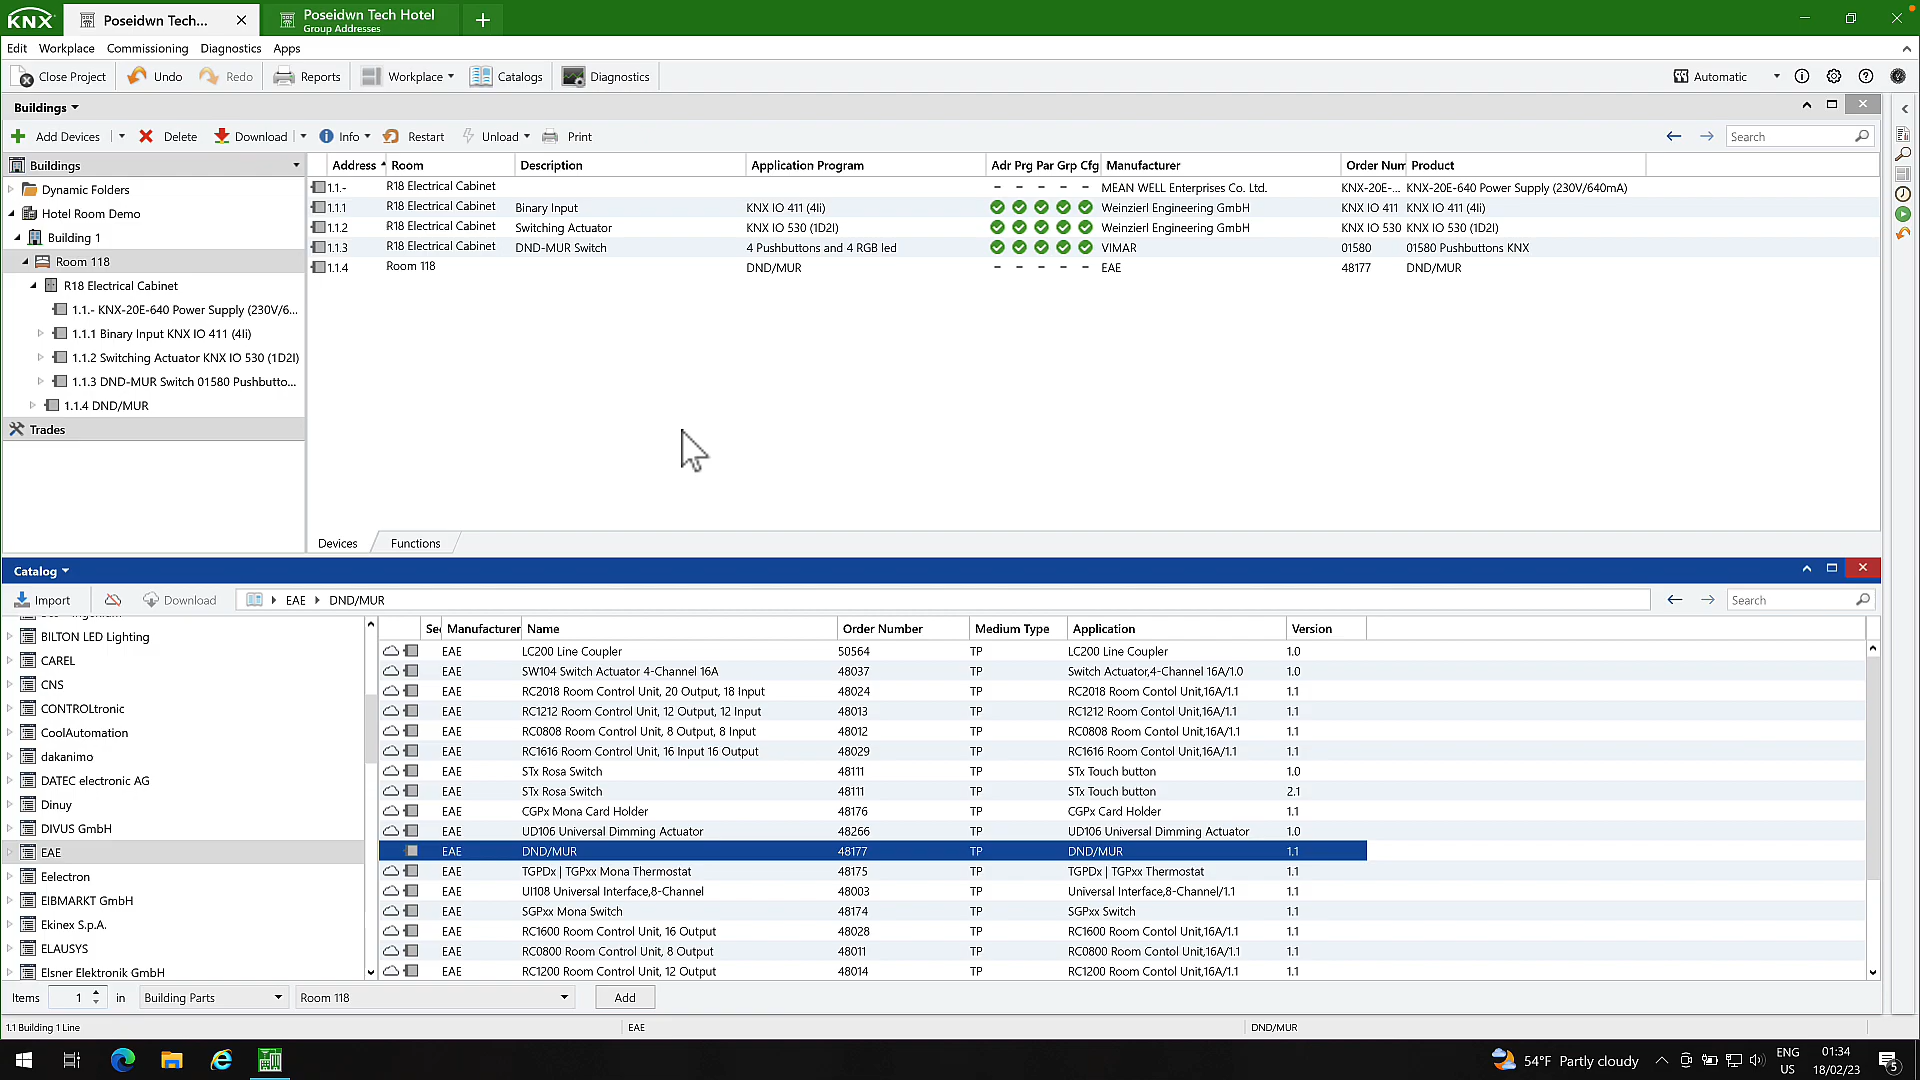 KNX Poseidwn Tech... Poseidwn Tech Hotel
Group Addresses
Edit Workplace Commissioning Diagnostics Apps
Close Project Undo Redo Reports Workplace Catalogs Diagnostics Automatic
Buildings
Add Devices Delete Download Info Restart Unload Print Search
Buildings
Dynamic Folders
Hotel Room Demo
Building 1
Room 118
R18 Electrical Cabinet
1.1.- KNX-20E-640 Power Supply (230V/6...
1.1.1 Binary Input KNX IO 411 (4Ii)
1.1.2 Switching Actuator KNX IO 530 (1D2I)
1.1.3 DND-MUR Switch 01580 Pushbutto...
1.1.4 DND/MUR
Trades
Address Room Description Application Program Adr Prg Par Grp Cfg Manufacturer Order Num Product
1.1.- R18 Electrical Cabinet - - - - - MEAN WELL Enterprises Co. Ltd. KNX-20E-... KNX-20E-640 Power Supply (230V/640mA)
1.1.1 R18 Electrical Cabinet Binary Input KNX IO 411 (4Ii) Weinzierl Engineering GmbH KNX IO 411 KNX IO 411 (4Ii)
1.1.2 R18 Electrical Cabinet Switching Actuator KNX IO 530 (1D2I) Weinzierl Engineering GmbH KNX IO 530 KNX IO 530 (1D2I)
1.1.3 R18 Electrical Cabinet DND-MUR Switch 4 Pushbuttons and 4 RGB led VIMAR 01580 01580 Pushbuttons KNX
1.1.4 Room 118 DND/MUR - - - - - EAE 48177 DND/MUR
Devices Functions
Catalog
Import Download EAE DND/MUR Search
BILTON LED Lighting
CAREL
CNS
CONTROLtronic
CoolAutomation
dakanimo
DATEC electronic AG
Dinuy
DIVUS GmbH
EAE
Eelectron
EIBMARKT GmbH
Ekinex S.p.A.
ELAUSYS
Elsner Elektronik GmbH
Sec Manufacturer Name Order Number Medium Type Application Version
EAE LC200 Line Coupler 50564 TP LC200 Line Coupler 1.0
EAE SW104 Switch Actuator 4-Channel 16A 48037 TP Switch Actuator,4-Channel 16A/1.0 1.0
EAE RC2018 Room Control Unit, 20 Output, 18 Input 48024 TP RC2018 Room Contol Unit,16A/1.1 1.1
EAE RC1212 Room Control Unit, 12 Output, 12 Input 48013 TP RC1212 Room Contol Unit,16A/1.1 1.1
EAE RC0808 Room Control Unit, 8 Output, 8 Input 48012 TP RC0808 Room Contol Unit,16A/1.1 1.1
EAE RC1616 Room Control Unit, 16 Input 16 Output 48029 TP RC1616 Room Contol Unit,16A/1.1 1.1
EAE STx Rosa Switch 48111 TP STx Touch button 1.0
EAE STx Rosa Switch 48111 TP STx Touch button 2.1
EAE CGPx Mona Card Holder 48176 TP CGPx Card Holder 1.1
EAE UD106 Universal Dimming Actuator 48266 TP UD106 Universal Dimming Actuator 1.0
EAE DND/MUR 48177 TP DND/MUR 1.1
EAE TGPDx | TGPxx Mona Thermostat 48175 TP TGPDx | TGPxx Thermostat 1.1
EAE UI108 Universal Interface,8-Channel 48003 TP Universal Interface,8-Channel/1.1 1.1
EAE SGPxx Mona Switch 48174 TP SGPxx Switch 1.1
EAE RC1600 Room Control Unit, 16 Output 48028 TP RC1600 Room Contol Unit,16A/1.1 1.1
EAE RC0800 Room Control Unit, 8 Output 48011 TP RC0800 Room Contol Unit,16A/1.1 1.1
EAE RC1200 Room Control Unit, 12 Output 48014 TP RC1200 Room Contol Unit,16A/1.1 1.1
Items 1 in Building Parts Room 118 Add
1.1 Building 1 Line EAE DND/MUR
54°F Partly cloudy ENG 01:34
US 18/02/23 5